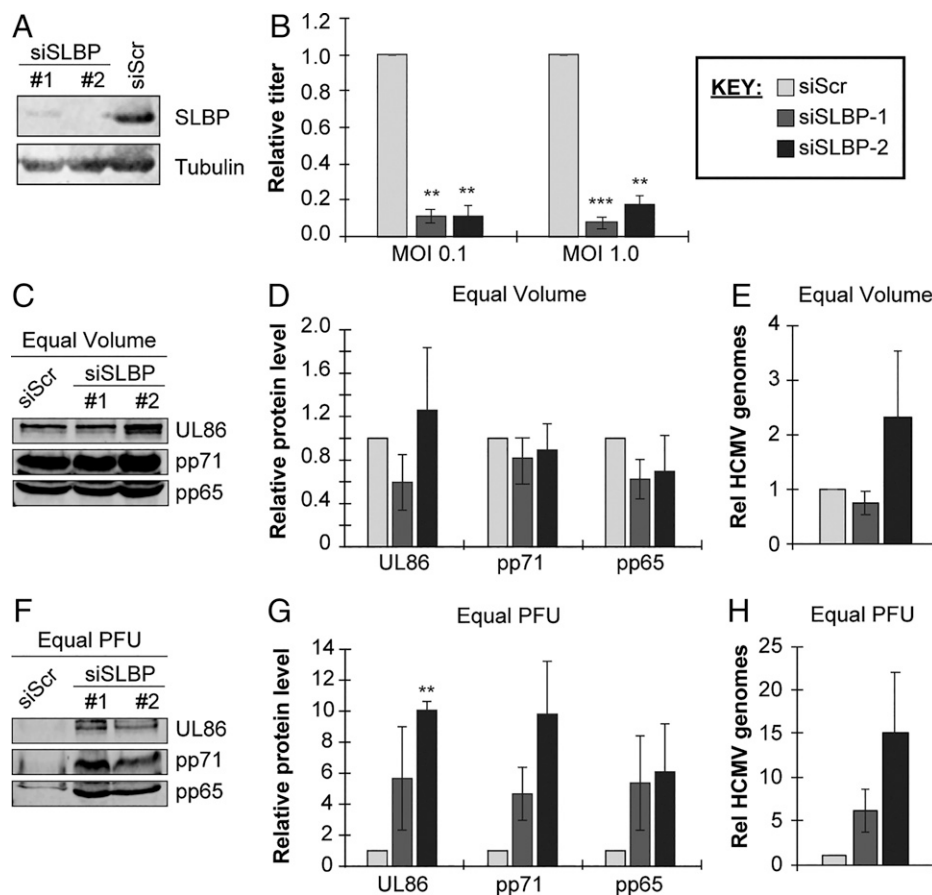 A
siSLBP
#1 #2 siScr
SLBP
Tubulin
B
Relative titer
1.2
1.0
0.8
0.6
0.4
0.2
0.0
** **
*** **
MOI 0.1 MOI 1.0
KEY: siScr
siSLBP-1
siSLBP-2
C
Equal Volume
siScr siSLBP
#1 #2
UL86
pp71
pp65
D
Equal Volume
Relative protein level
2.0
1.6
1.2
0.8
0.4
0
UL86 pp71 pp65
E
Equal Volume
Rel HCMV genomes
4
3
2
1
0
F
Equal PFU
siScr siSLBP
#1 #2
UL86
pp71
pp65
G
Equal PFU
Relative protein level
14
12
10
8
6
4
2
0
**
UL86 pp71 pp65
H
Equal PFU
Rel HCMV genomes
25
20
15
10
5
0